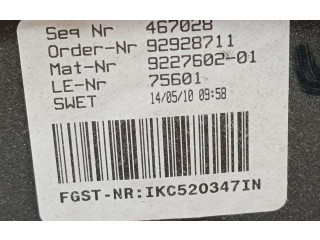 Seq Nr 467028
Order-Nr 92928711
Mat-Nr 9227602-01
LE-Nr 75601
SWET 14/05/10 09:58
FGST-NR:IKC520347IN